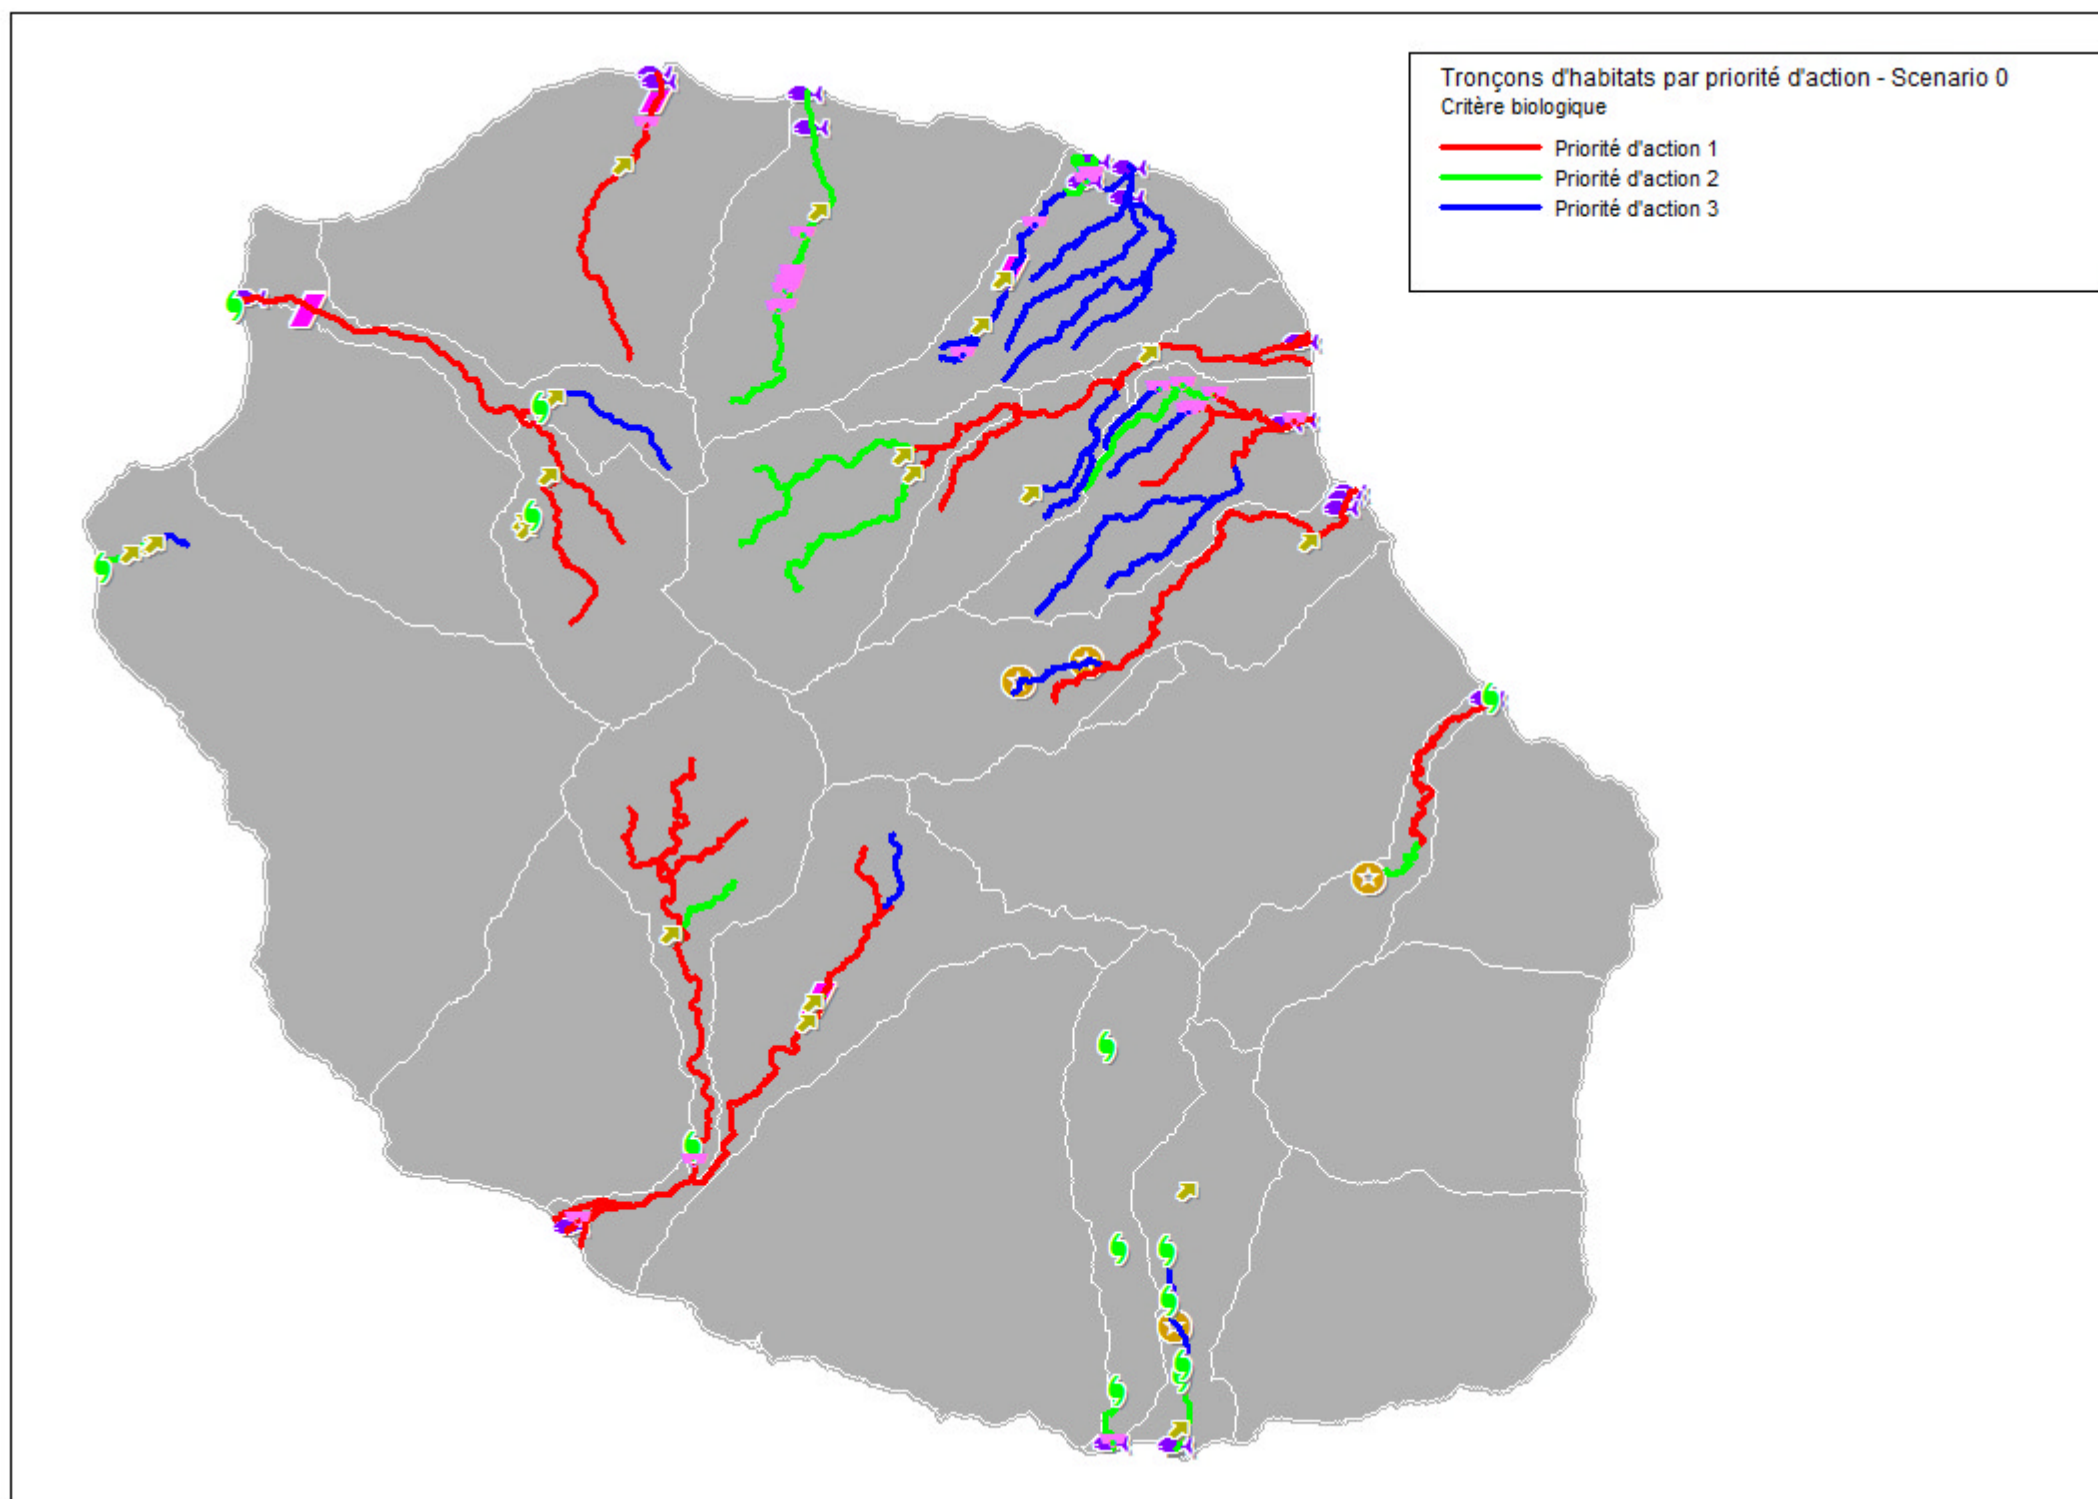 Tronçons d'habitats par priorité d'action - Scenario 0
Critère biologique
Priorité d'action 1
Priorité d'action 2
Priorité d'action 3